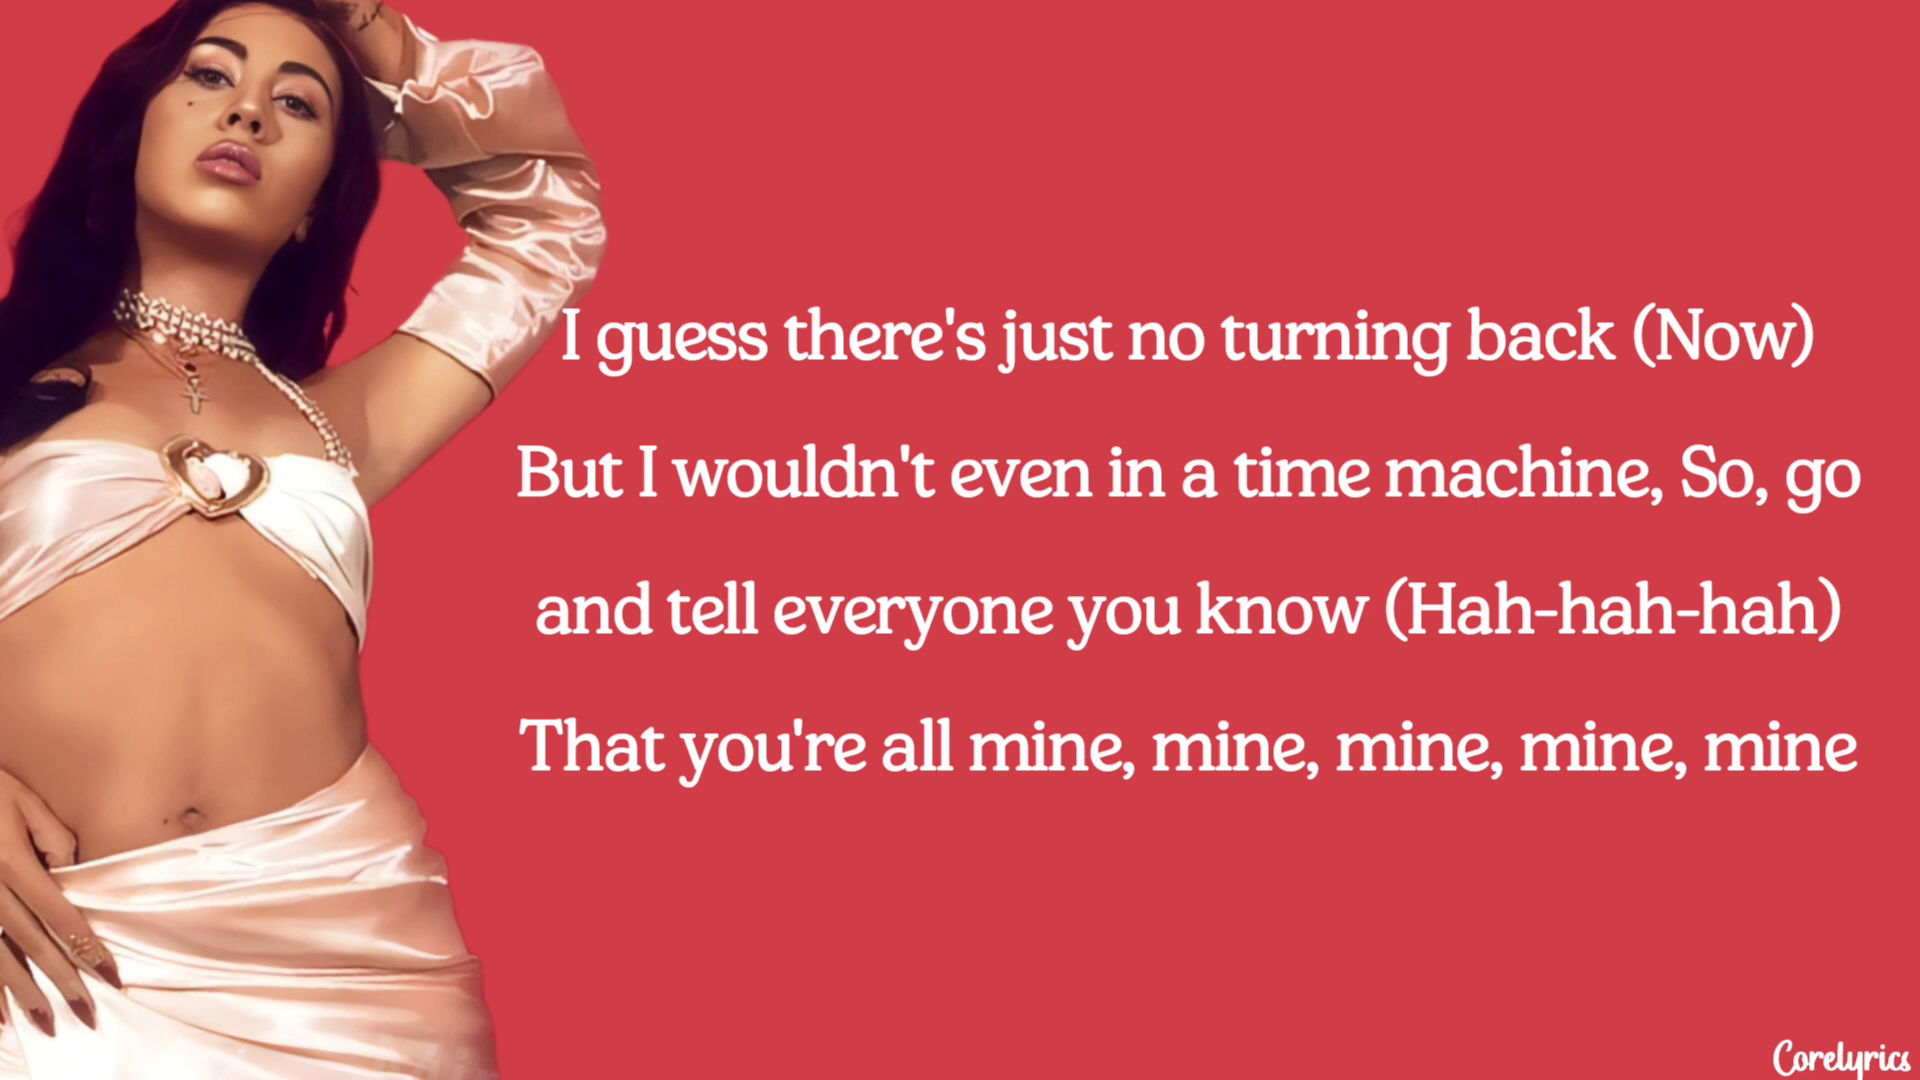 I guess there's just no turning back (Now)
But I wouldn't even in a time machine, So, go
and tell everyone you know (Hah-hah-hah)
That you're all mine, mine, mine, mine, mine
Corelyrics